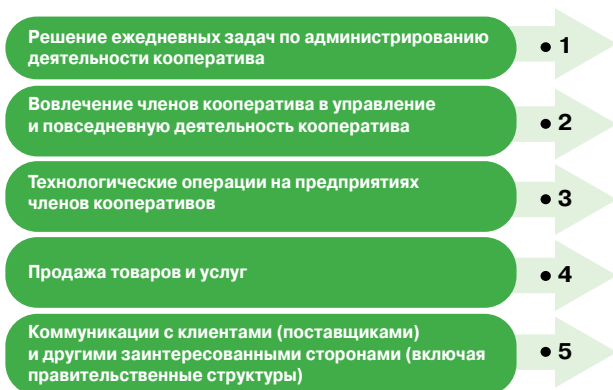 Решение ежедневных задач по администрированию
деятельности кооператива
• 1
Вовлечение членов кооператива в управление
и повседневную деятельность кооператива
• 2
Технологические операции на предприятиях
членов кооперативов
• 3
Продажа товаров и услуг
• 4
Коммуникации с клиентами (поставщиками)
и другими заинтересованными сторонами (включая
правительственные структуры)
• 5